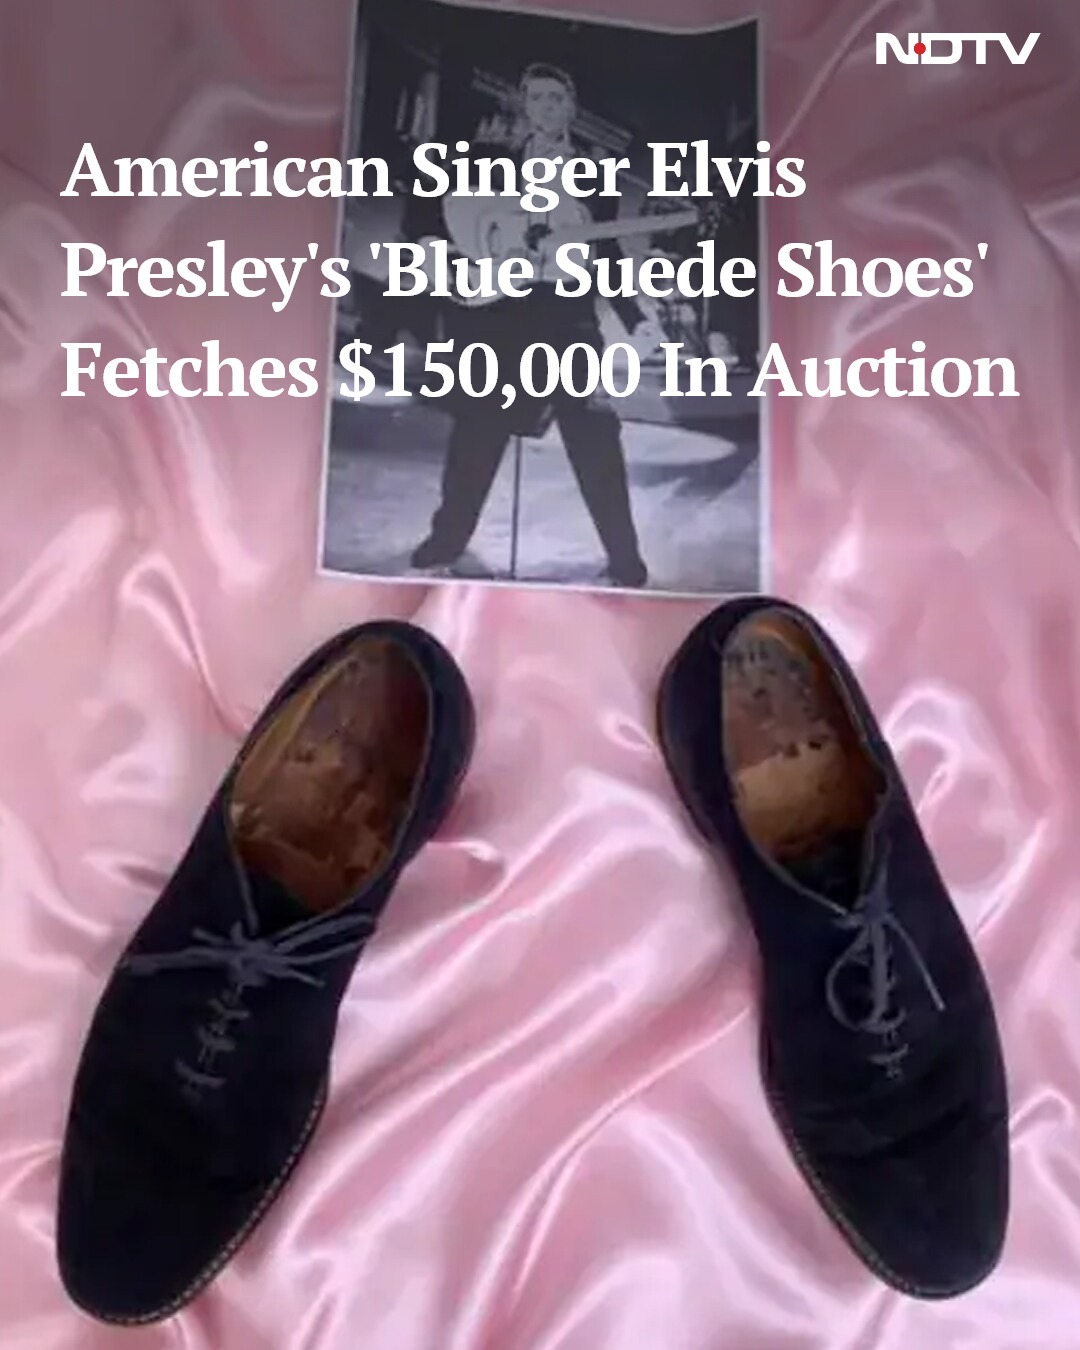 NDTV
American Singer Elvis
Presley's 'Blue Suede Shoes'
Fetches $150,000 In Auction